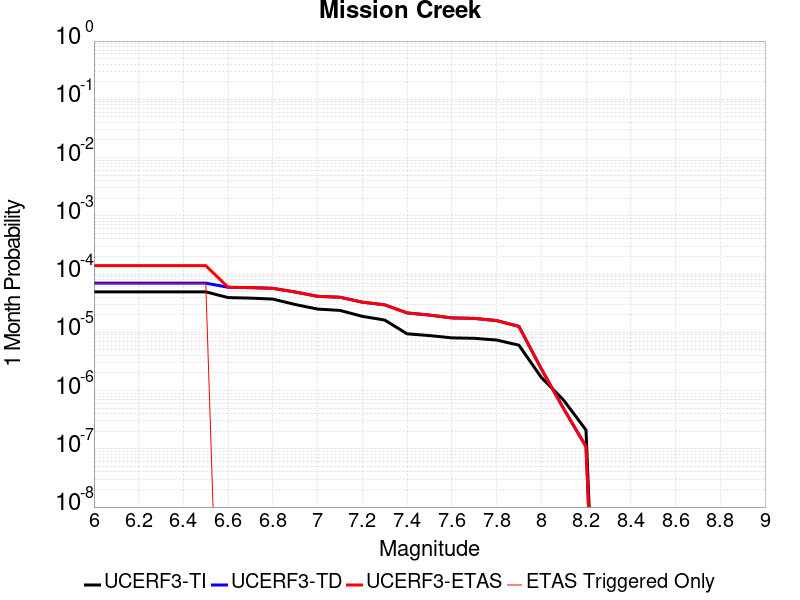 Mission Creek
10^0
10^-1
10^-2
10^-3
10^-4
10^-5
10^-6
10^-7
10^-8
1 Month Probability
6 6.2 6.4 6.6 6.8 7 7.2 7.4 7.6 7.8 8 8.2 8.4 8.6 8.8 9
Magnitude
UCERF3-TI UCERF3-TD UCERF3-ETAS ETAS Triggered Only